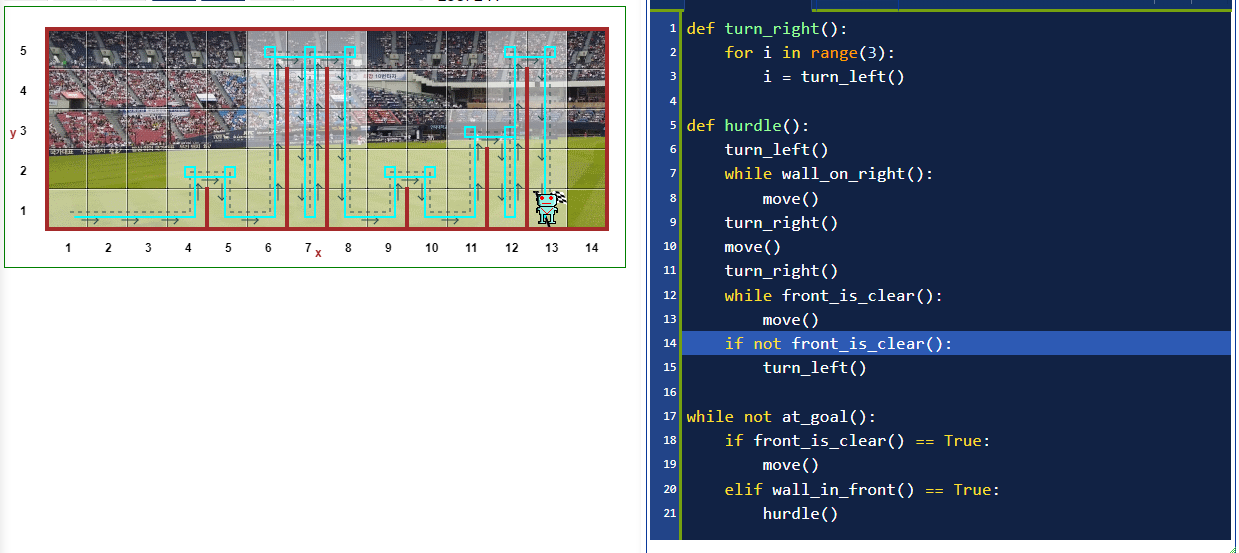 5
4
y 3
2
1
1 2 3 4 5 6 7 8 9 10 11 12 13 14
x
1 def turn_right():
2     for i in range(3):
3         i = turn_left()
4
5 def hurdle():
6     turn_left()
7     while wall_on_right():
8         move()
9     turn_right()
10     move()
11     turn_right()
12     while front_is_clear():
13         move()
14     if not front_is_clear():
15         turn_left()
16
17 while not at_goal():
18     if front_is_clear() == True:
19         move()
20     elif wall_in_front() == True:
21         hurdle()